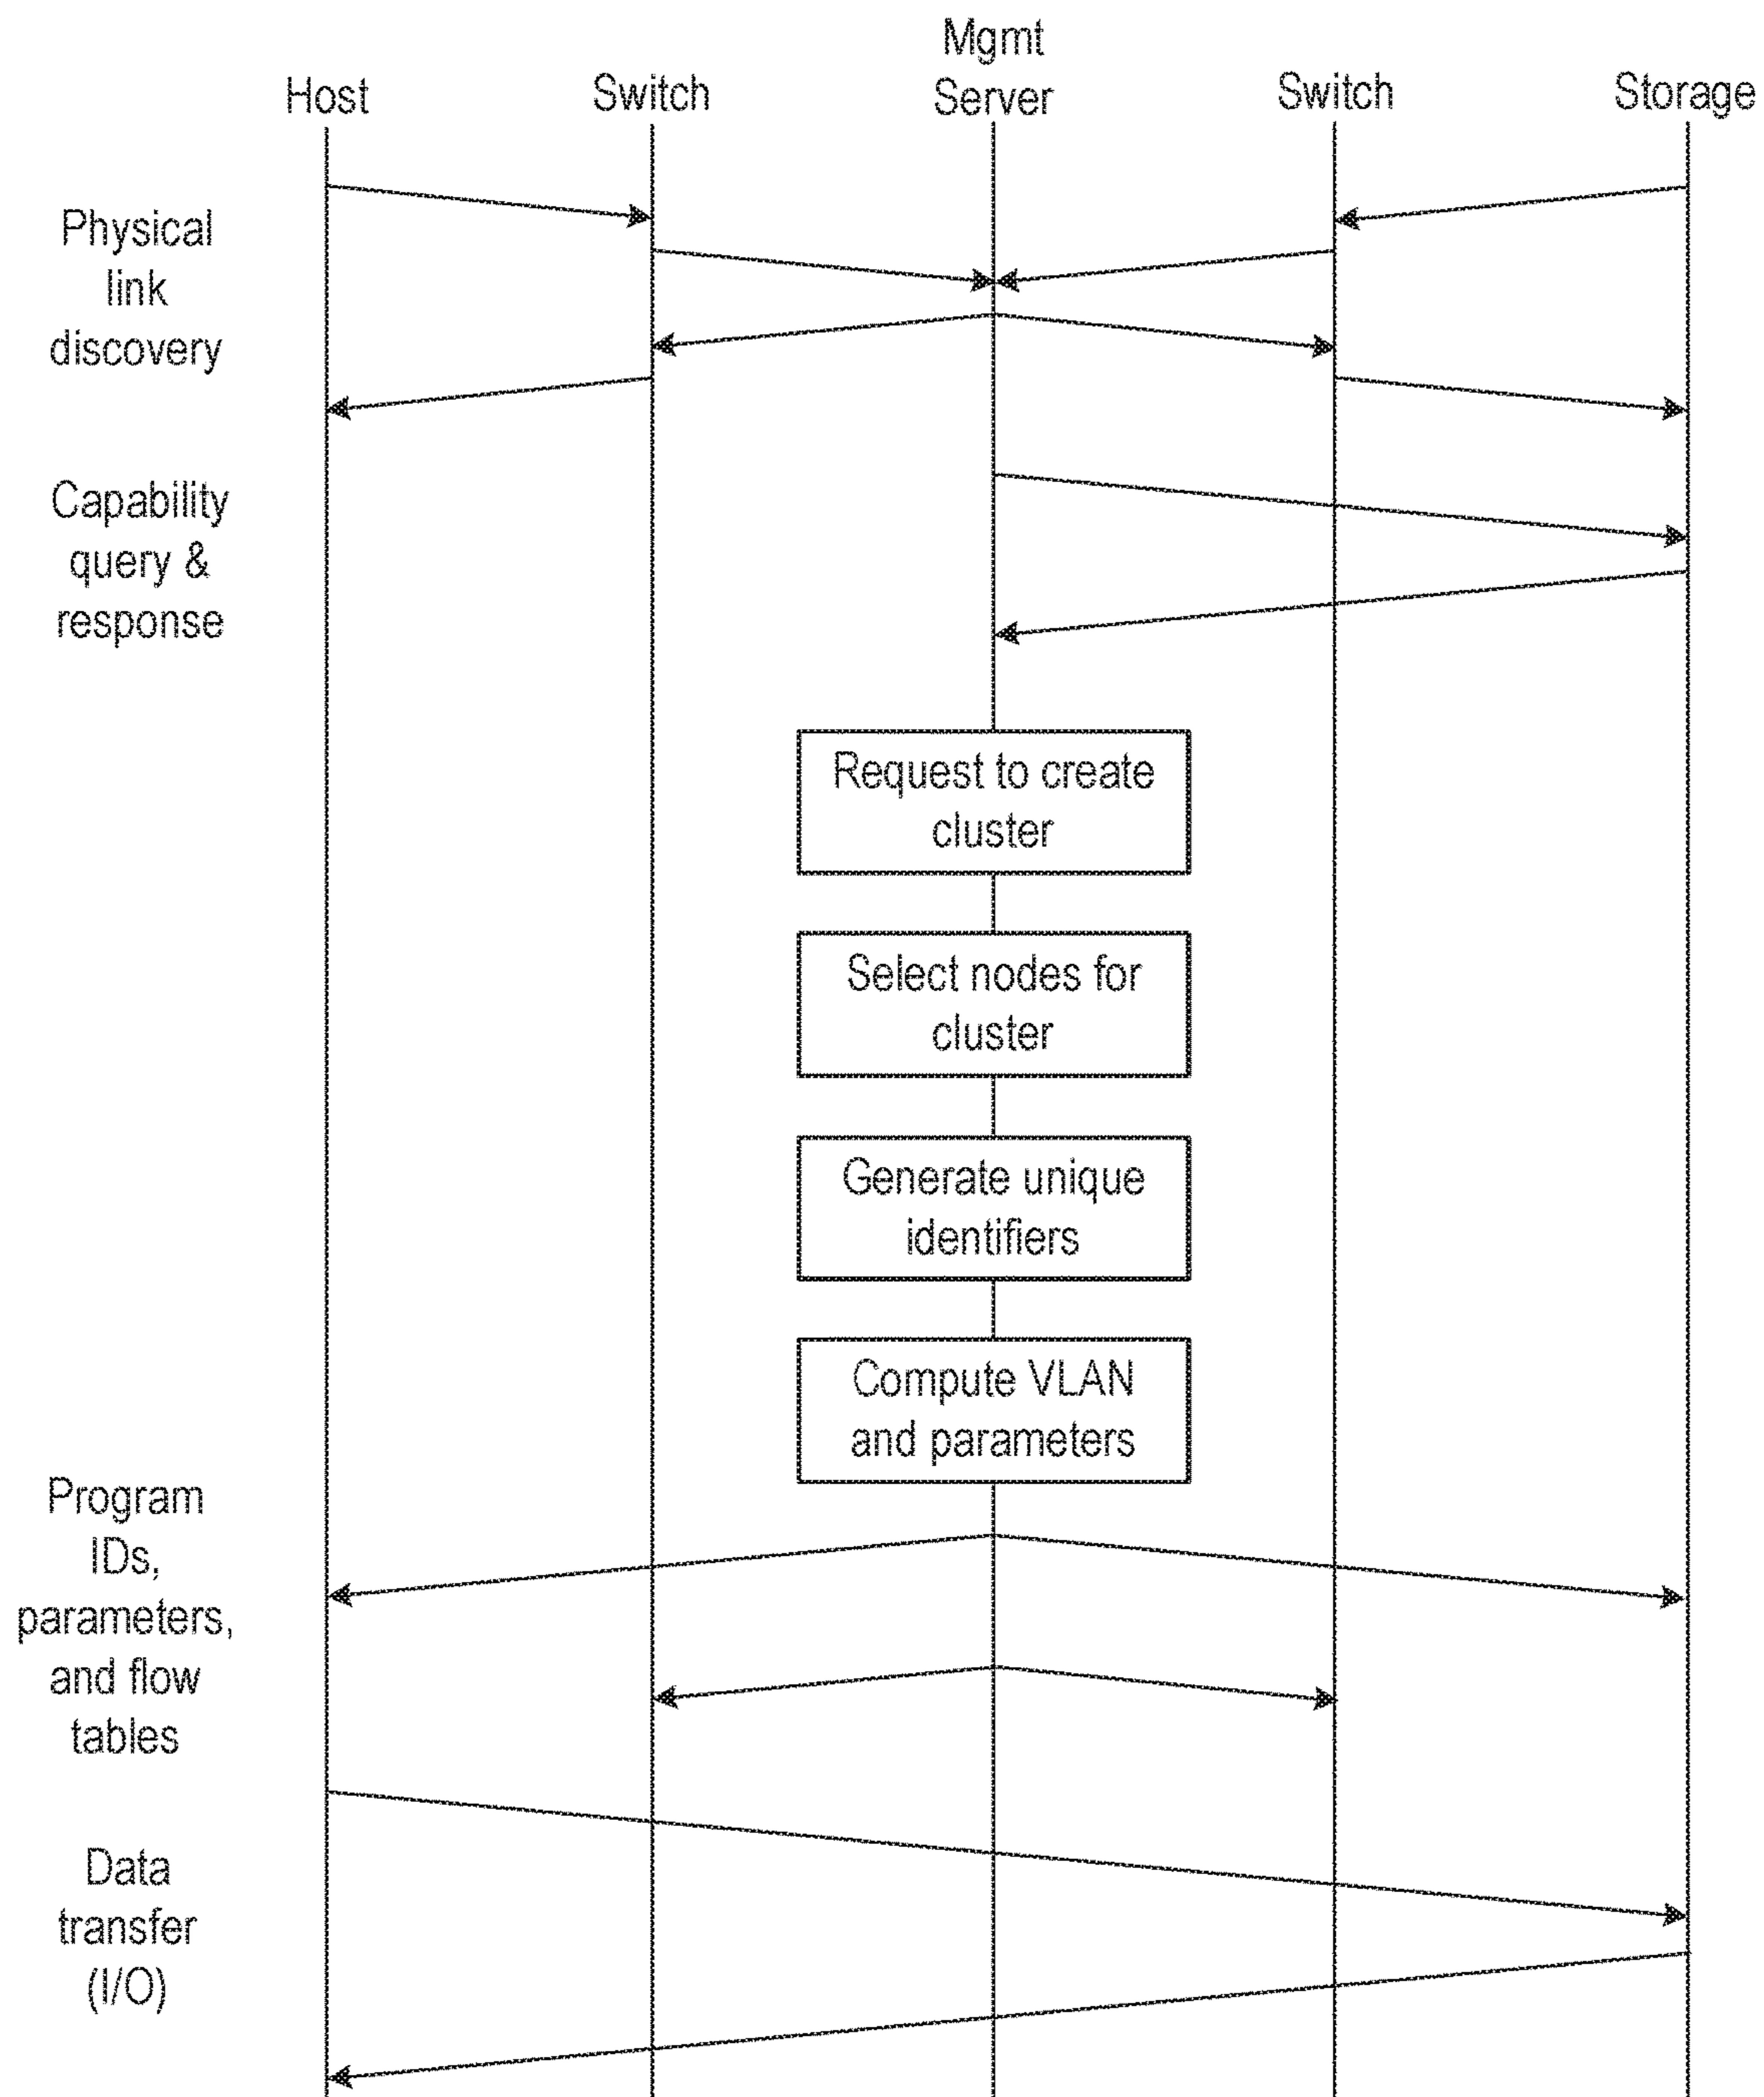 Host
Switch
Mgmt
Server
Switch
Storage
Physical
link
discovery
Capability
query &
response
Request to create
cluster
Select nodes for
cluster
Generate unique
identifiers
Compute VLAN
and parameters
Program
IDs,
parameters,
and flow
tables
Data
transfer
(I/O)